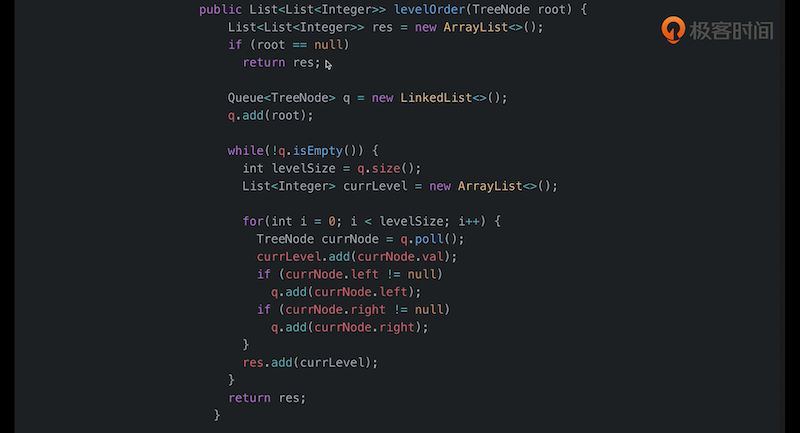 public List<List<Integer>> levelOrder(TreeNode root) {
极客时间
List<List<Integer>> res = new ArrayList<>();
if (root == null)
return res;
Queue<TreeNode> q = new LinkedList<>();
q.add(root);
while(!q.isEmpty()) {
int levelSize = q.size();
List<Integer> currLevel = new ArrayList<>();
for(int i = 0; i < levelSize; i++) {
TreeNode currNode = q.poll();
currLevel.add(currNode.val);
if (currNode.left != null)
q.add(currNode.left);
if (currNode.right != null)
q.add(currNode.right);
}
res.add(currLevel);
}
return res;
}